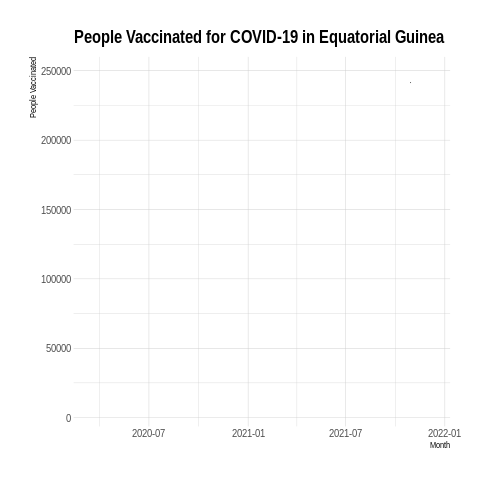 People Vaccinated for COVID-19 in Equatorial Guinea
People Vaccinated
250000
200000
150000
100000
50000
0
2020-07 2021-01 2021-07 2022-01
Month